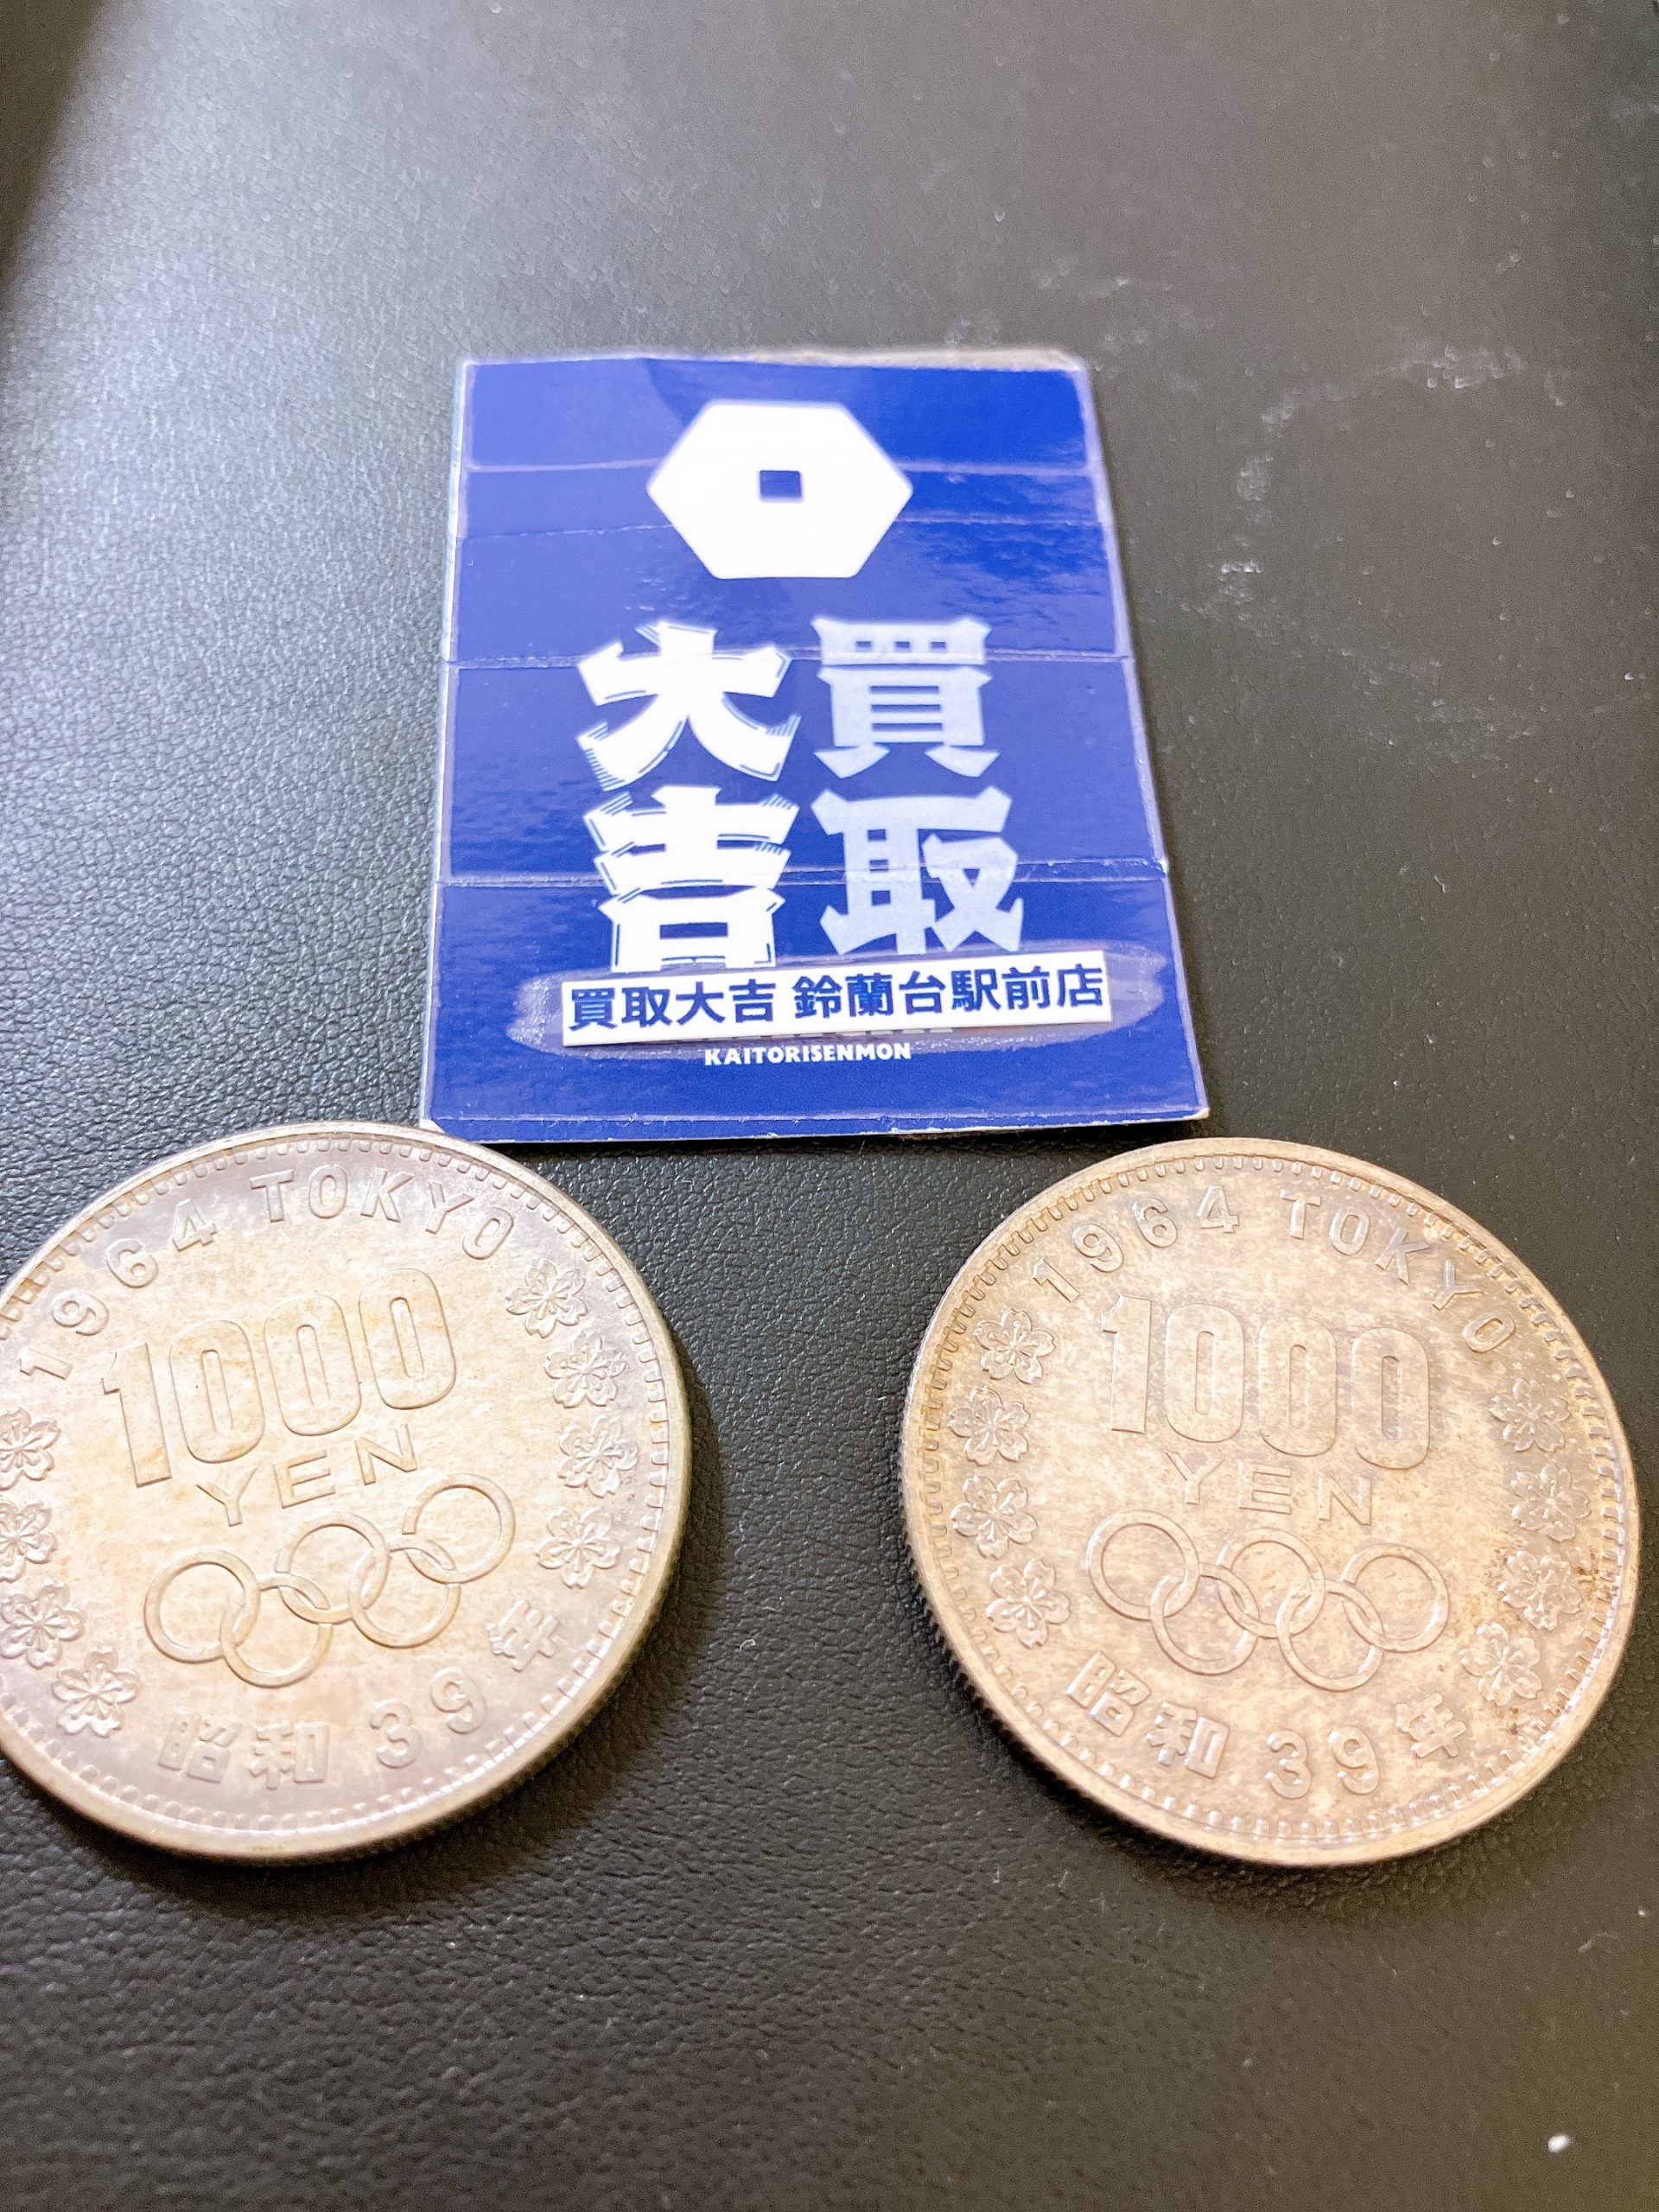 買取
大吉
買取大吉 鈴蘭台駅前店
KAITORISENMON
1964 TOKYO
1000
YEN
昭和 39 年
1964 TOKYO
1000
YEN
昭和 39 年